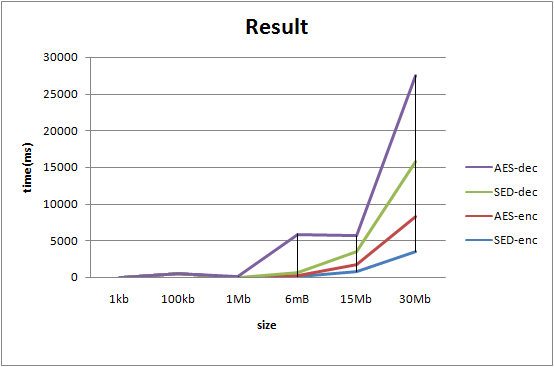 Result
30000
25000
20000
15000
10000
5000
0
time(ms)
1kb 100kb 1Mb 6mB 15Mb 30Mb
size
AES-dec
SED-dec
AES-enc
SED-enc